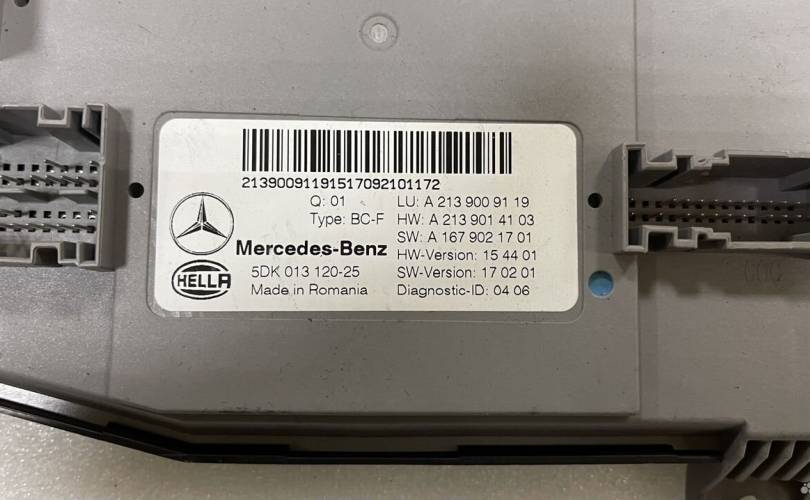 21390091191517092101172
Q: 01
LU: A 213 900 91 19
Type: BC-F
HW: A 213 901 41 03
SW: A 167 902 17 01
Mercedes-Benz
HW-Version: 15 44 01
HELLA
5DK 013 120-25
SW-Version: 17 02 01
Made in Romania
Diagnostic-ID: 04 06